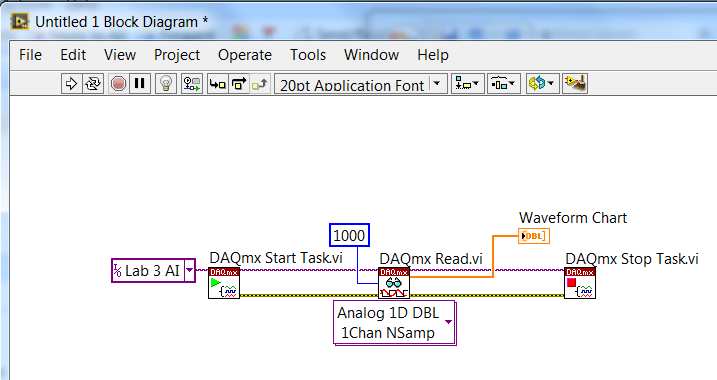 Untitled 1 Block Diagram *
File Edit View Project Operate Tools Window Help
20pt Application Font
Waveform Chart
DBL
1000
DAQmx Start Task.vi
DAQmx Read.vi
DAQmx Stop Task.vi
I/O Lab 3 AI
DAQmx
DAQmx
DAQmx
Analog 1D DBL
1Chan NSamp